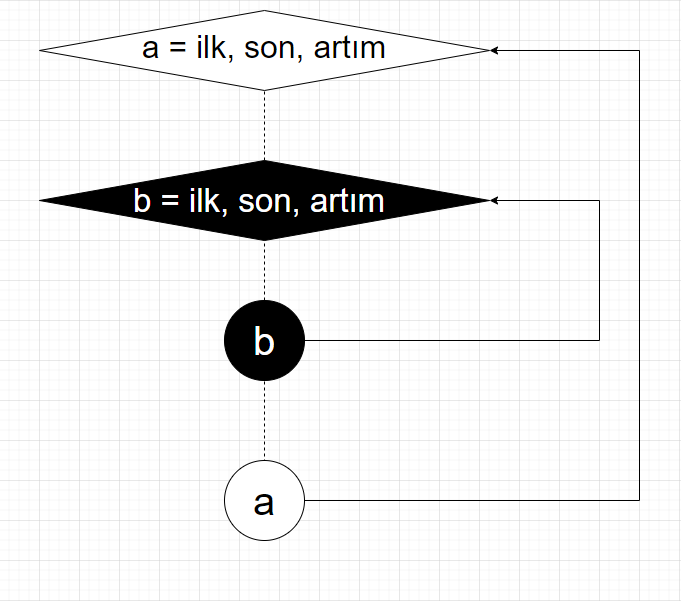 a = ilk, son, artım
b = ilk, son, artım
b
a